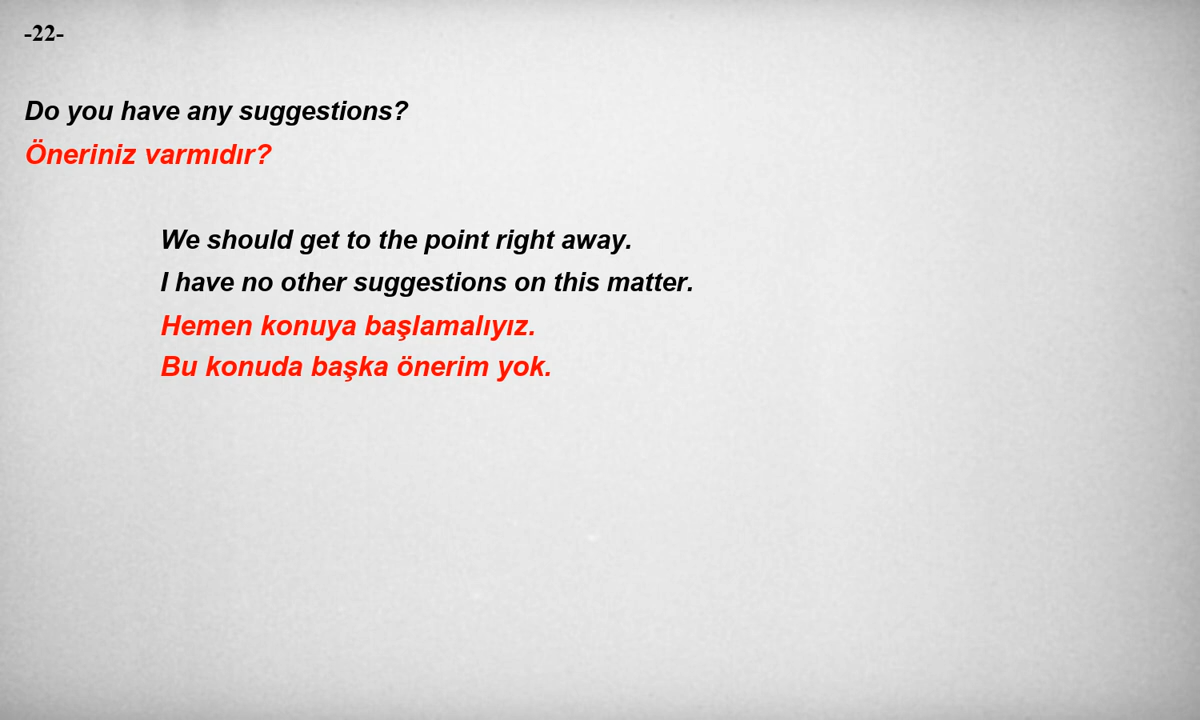 -22-
Do you have any suggestions?
Öneriniz varmıdır?
We should get to the point right away.
I have no other suggestions on this matter.
Hemen konuya başlamalıyız.
Bu konuda başka önerim yok.